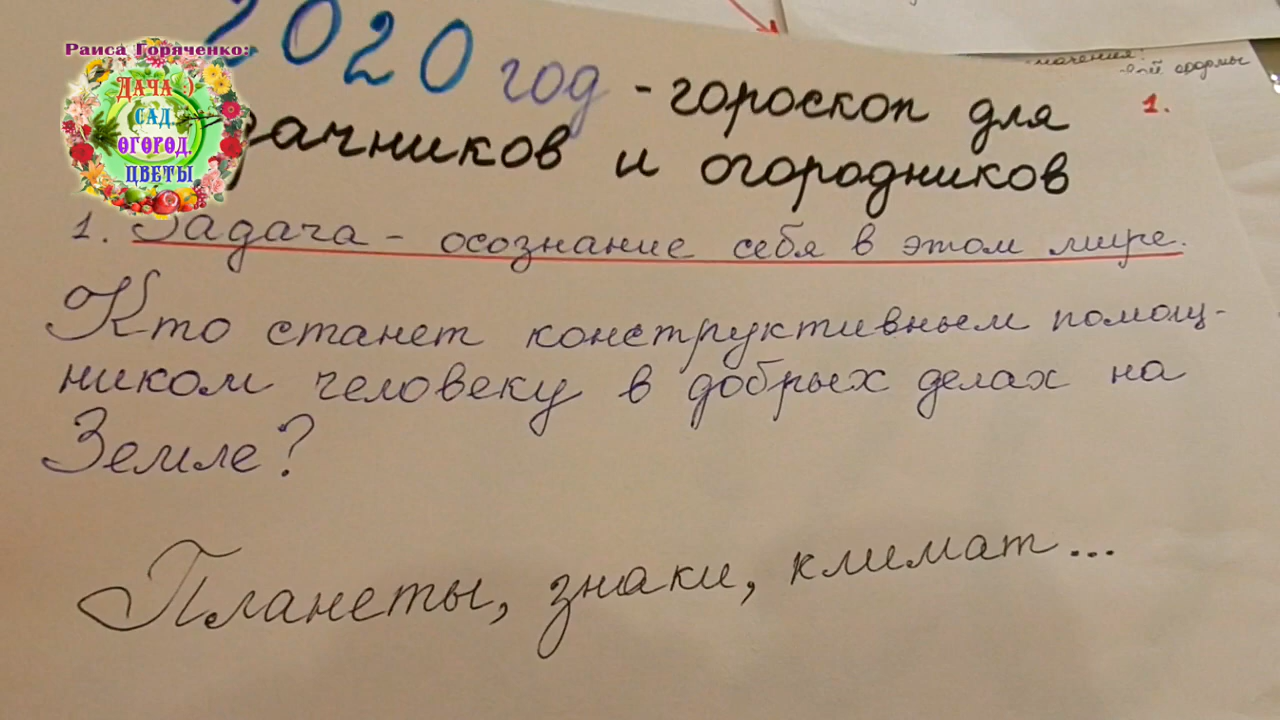 Раиса Горяченко:
Дача :)
САД,
ОГОРОД,
ЦВЕТЫ
2020 год - гороскоп для
дачников и огородников
1.
1. Задача - осознание себя в этом мире.
Кто станет конструктивным помощ-
ником человеку в добрых делах на
Земле?
Планеты, знаки, климат...